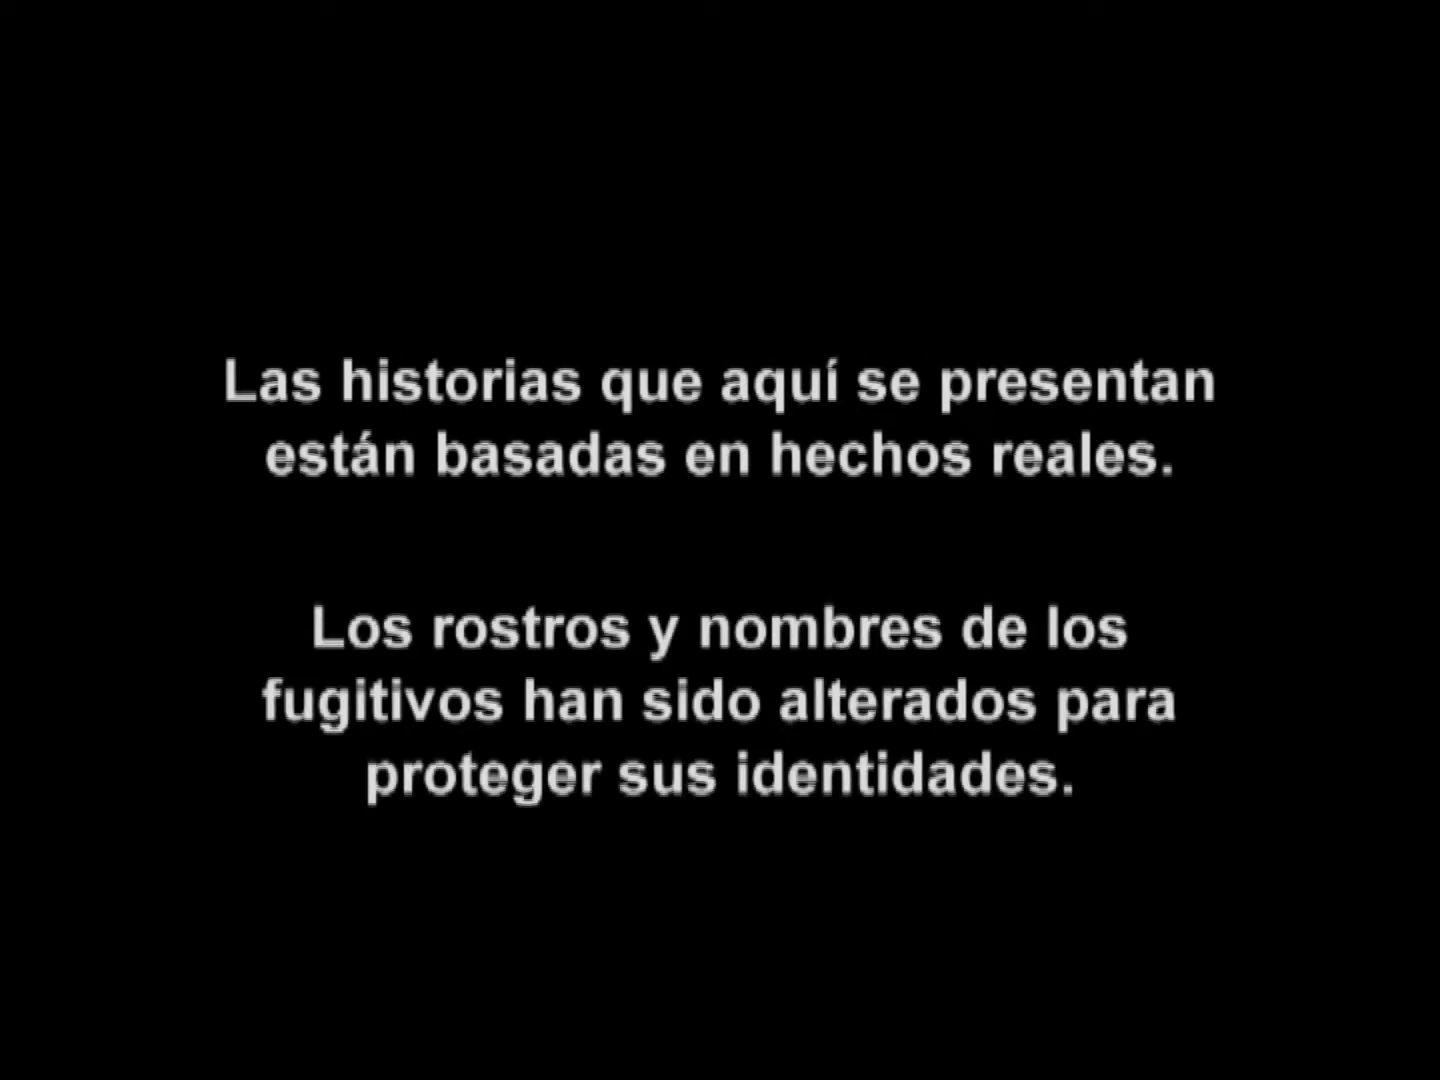 Las historias que aquí se presentan
están basadas en hechos reales.
Los rostros y nombres de los
fugitivos han sido alterados para
proteger sus identidades.